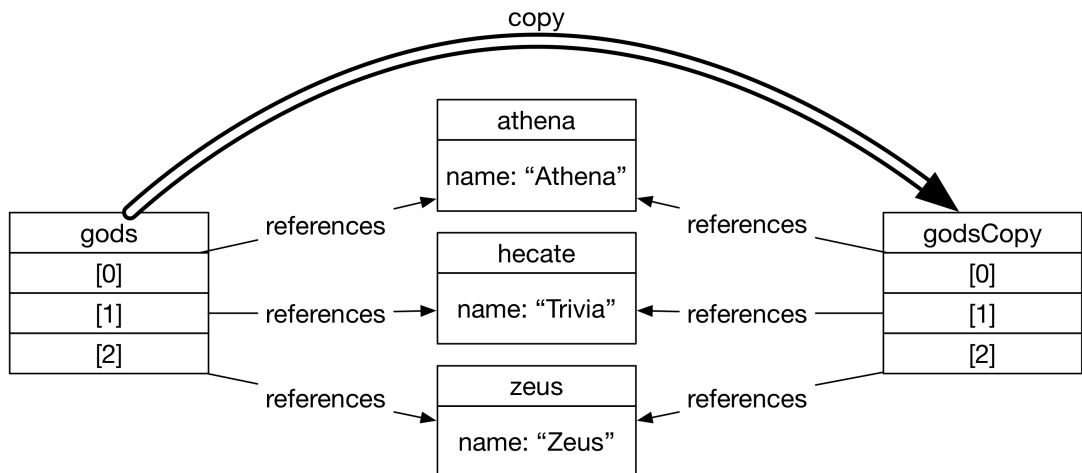 copy
athena
name: “Athena”
references
references
gods
[0]
[1]
[2]
godsCopy
[0]
[1]
[2]
hecate
name: “Trivia”
references
references
zeus
name: “Zeus”
references
references